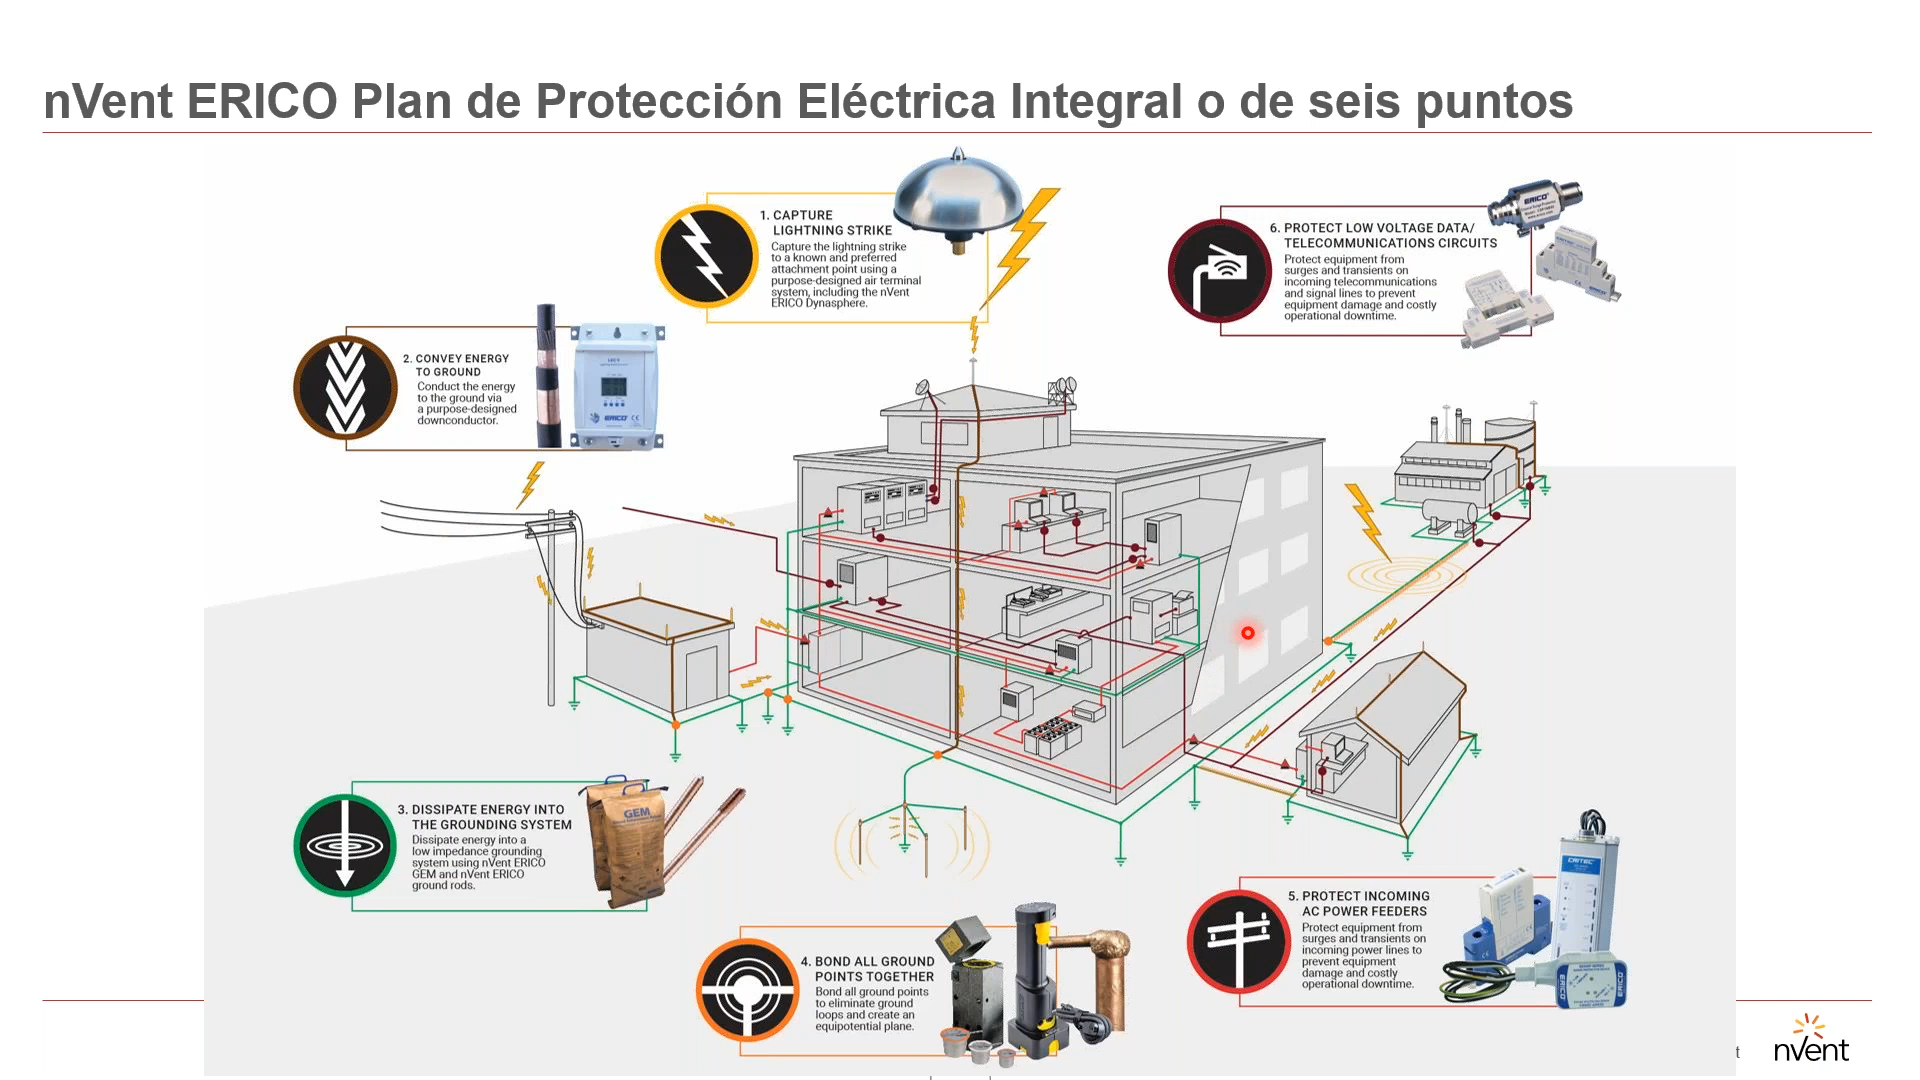 nVent ERICO Plan de Protección Eléctrica Integral o de seis puntos
1. CAPTURE
LIGHTNING STRIKE
Capture the lightning strike
to a known and preferred
attachment point using a
purpose-designed air terminal
system, including the nVent
ERICO Dynasphere.
6. PROTECT LOW VOLTAGE DATA/
TELECOMMUNICATIONS CIRCUITS
Protect equipment from
surges and transients on
incoming telecommunications
and signal lines to prevent
equipment damage and costly
operational downtime.
ERICO
2. CONVEY ENERGY
TO GROUND
Conduct the energy
to the ground via
a purpose-designed
downconductor.
ERICO
3. DISSIPATE ENERGY INTO
THE GROUNDING SYSTEM
Dissipate energy into a
low impedance grounding
system using nVent ERICO
GEM and nVent ERICO
ground rods.
GEM
4. BOND ALL GROUND
POINTS TOGETHER
Bond all ground points
to eliminate ground
loops and create an
equipotential plane.
5. PROTECT INCOMING
AC POWER FEEDERS
Protect equipment from
surges and transients on
incoming power lines to
prevent equipment
damage and costly
operational downtime.
CRITEC
ERICO
ERICO
t
nVent